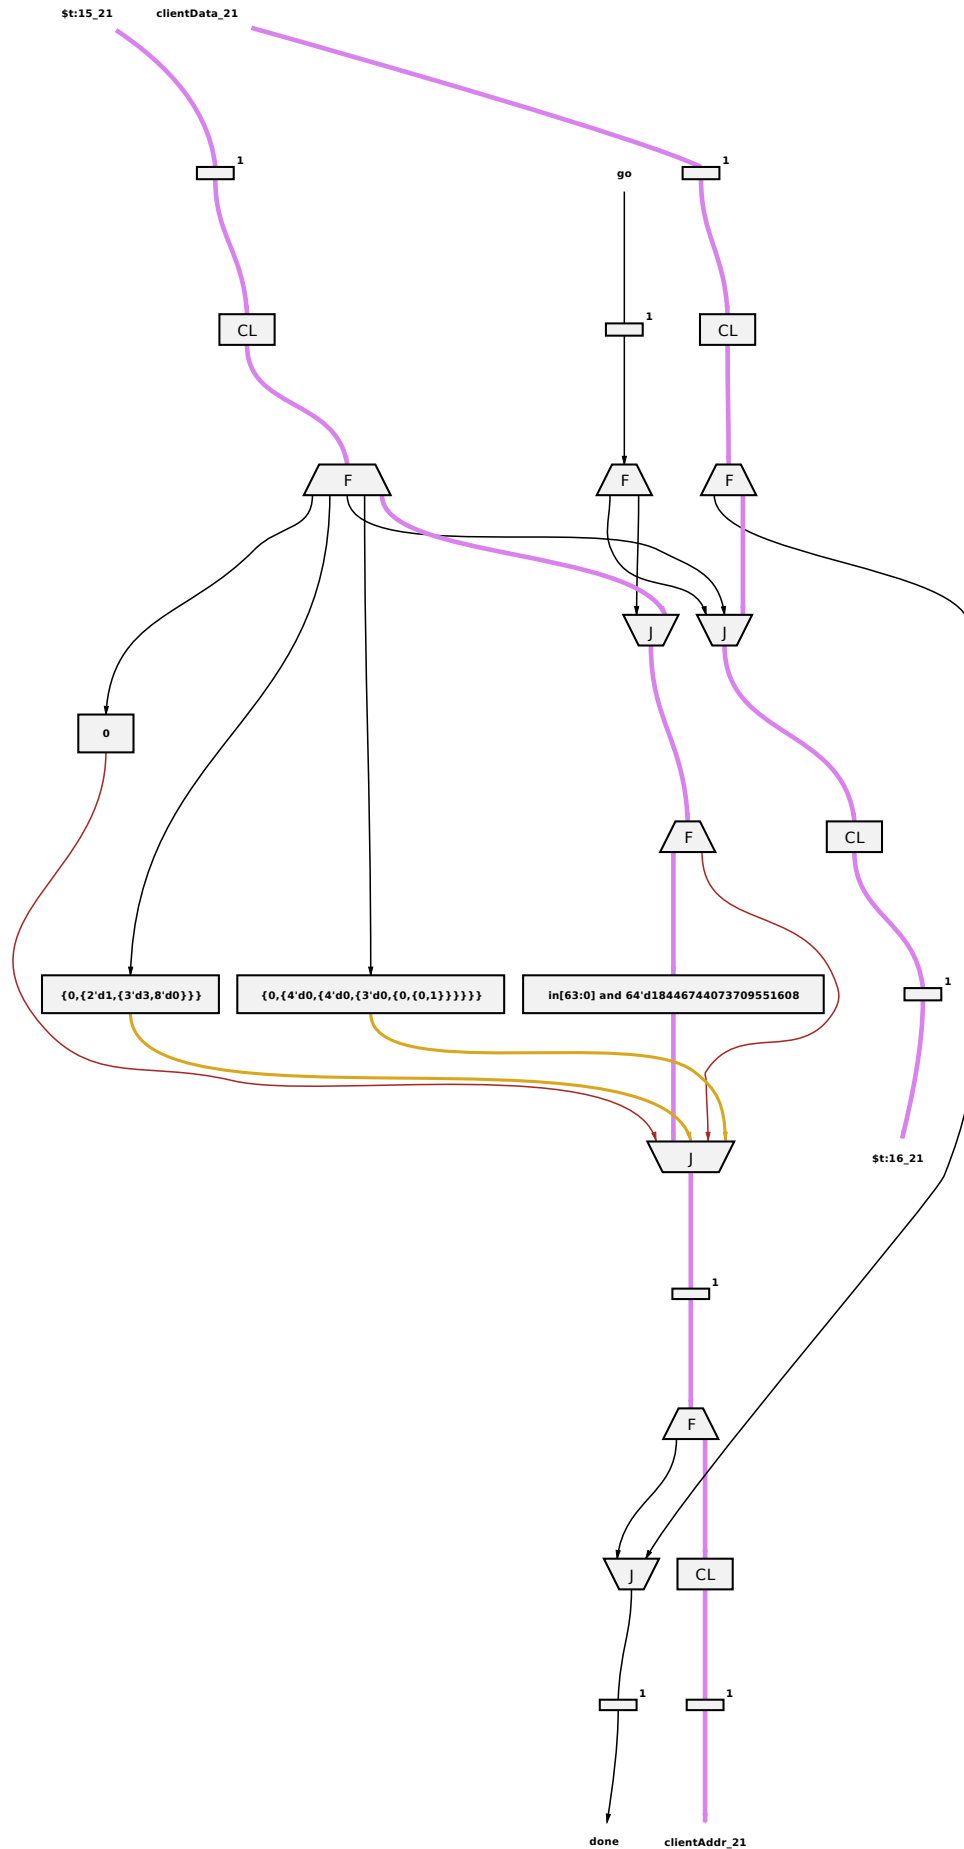 $t:15_21 clientData_21
1
go
1
1
CL
CL
F
F
F
J
J
0
F
CL
{0,{2'd1,{3'd3,8'd0}}}
{0,{4'd0,{4'd0,{3'd0,{0,{0,1}}}}}}
in[63:0] and 64'd18446744073709551608
1
J
$t:16_21
1
F
J
CL
1
1
done
clientAddr_21